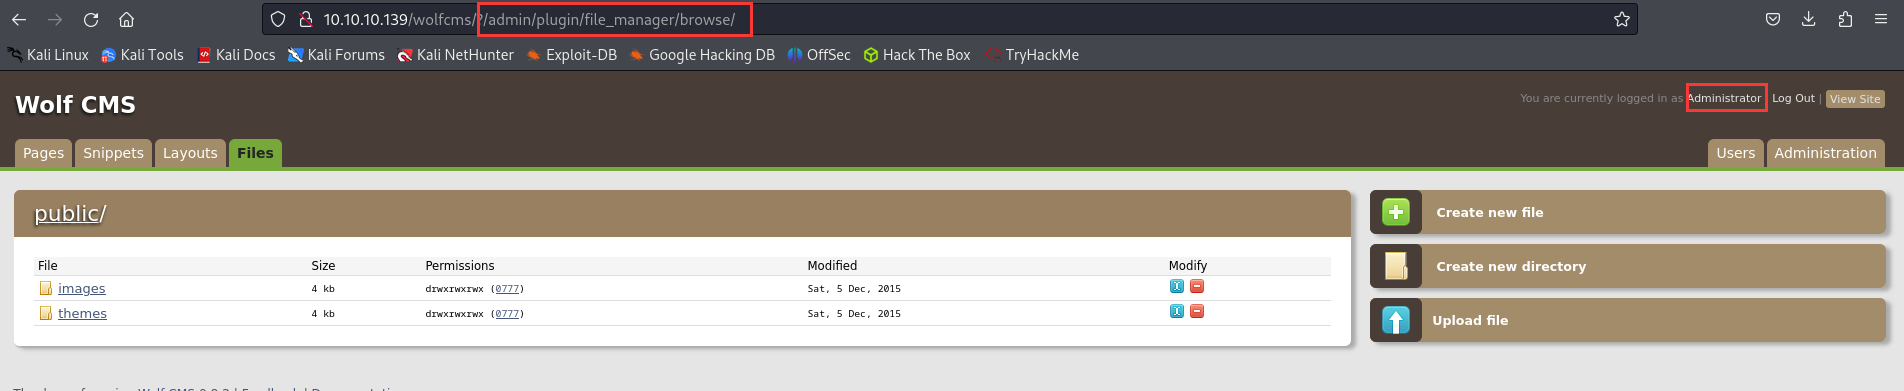 10.10.10.139/wolfcms/?/admin/plugin/file_manager/browse/
Kali Linux Kali Tools Kali Docs Kali Forums Kali NetHunter Exploit-DB Google Hacking DB OffSec Hack The Box TryHackMe
Wolf CMS
You are currently logged in as Administrator | Log Out | View Site
Pages Snippets Layouts Files Users Administration
public/
Create new file
File Size Permissions Modified Modify
Create new directory
images 4 kb drwxrwxrwx (0777) Sat, 5 Dec, 2015
themes 4 kb drwxrwxrwx (0777) Sat, 5 Dec, 2015
Upload file